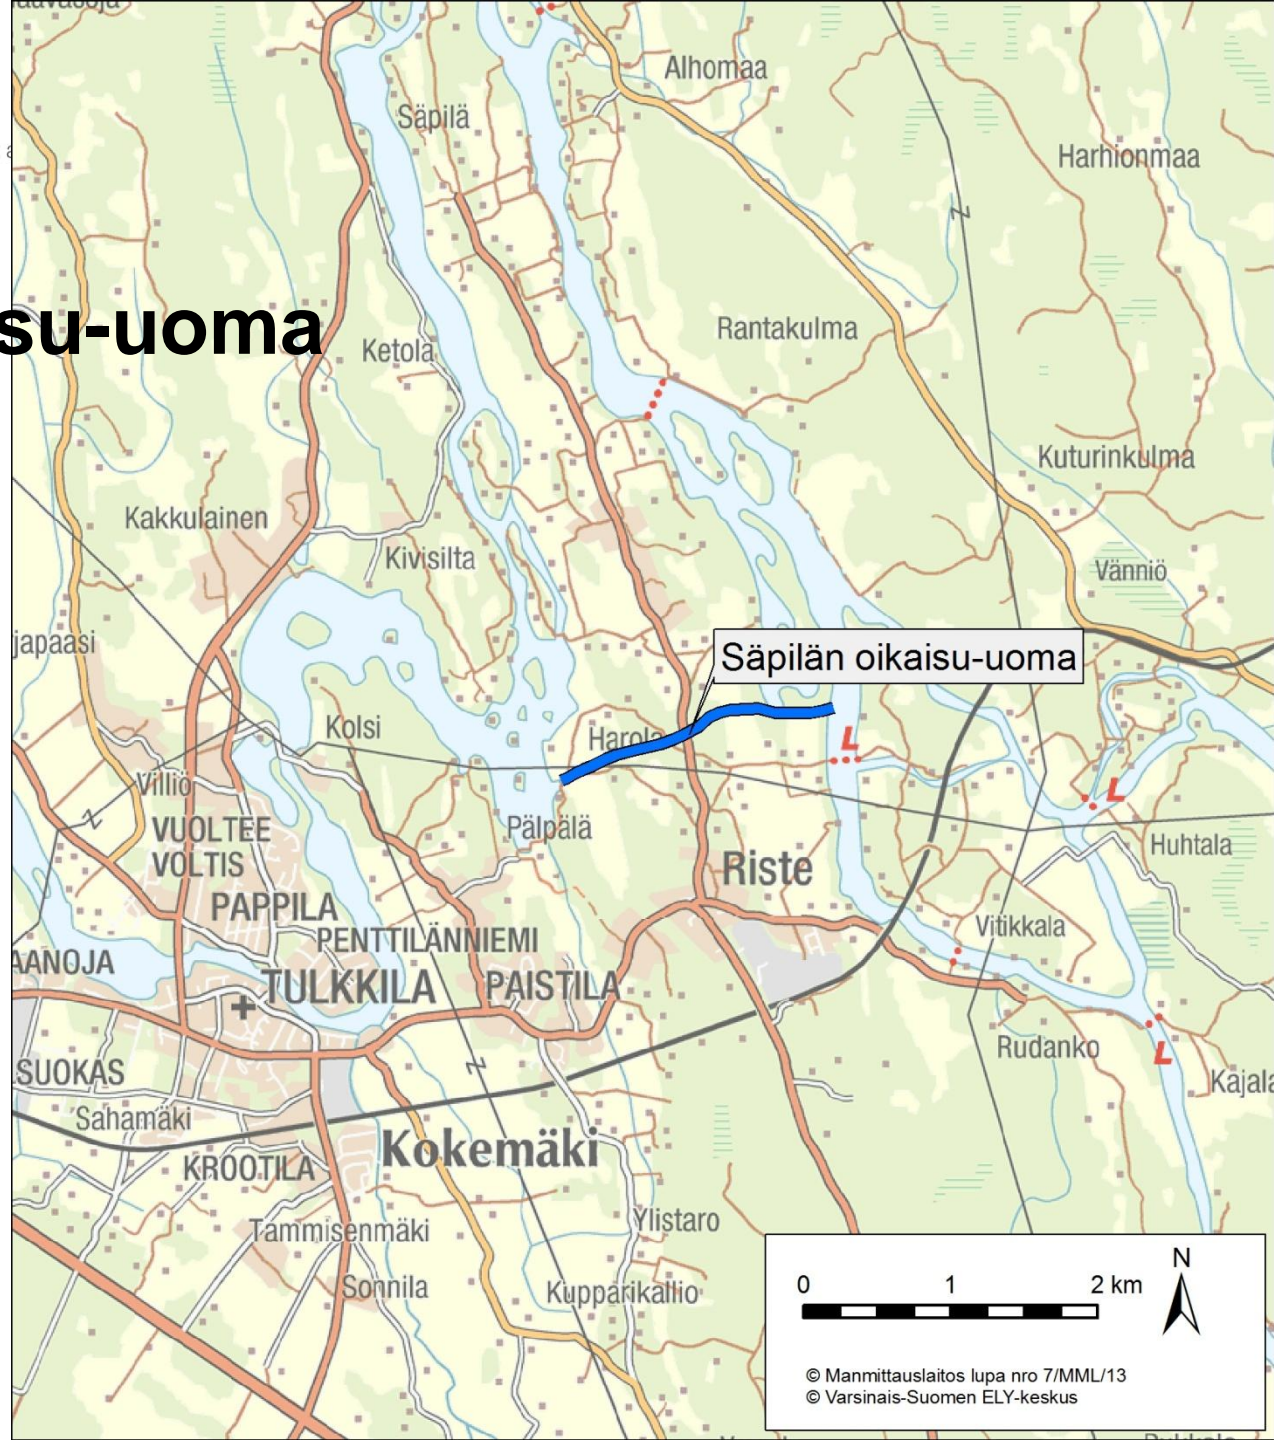 Alhomaa
Säpilä
Harhionmaa
su-uoma
Rantakulma
Ketola
Kuturinkulma
Kakkulainen
Kivisilta
Vänniö
japaasi
Säpilän oikaisu-uoma
Kolsi
Harola
L
Villiö
L
Pälpälä
VUOLTEE
VOLTIS
Huhtala
Riste
PAPPILA
Vitikkala
PENTTILÄNNIEMI
AANOJA
TULKKILA
PAISTILA
Rudanko
L
SUOKAS
Kajala
Sahamäki
Kokemäki
KROOTILA
Ylistaro
Tammisenmäki
Sonnila
Kupparikallio
N
0 1 2 km
© Manmittauslaitos lupa nro 7/MML/13
© Varsinais-Suomen ELY-keskus